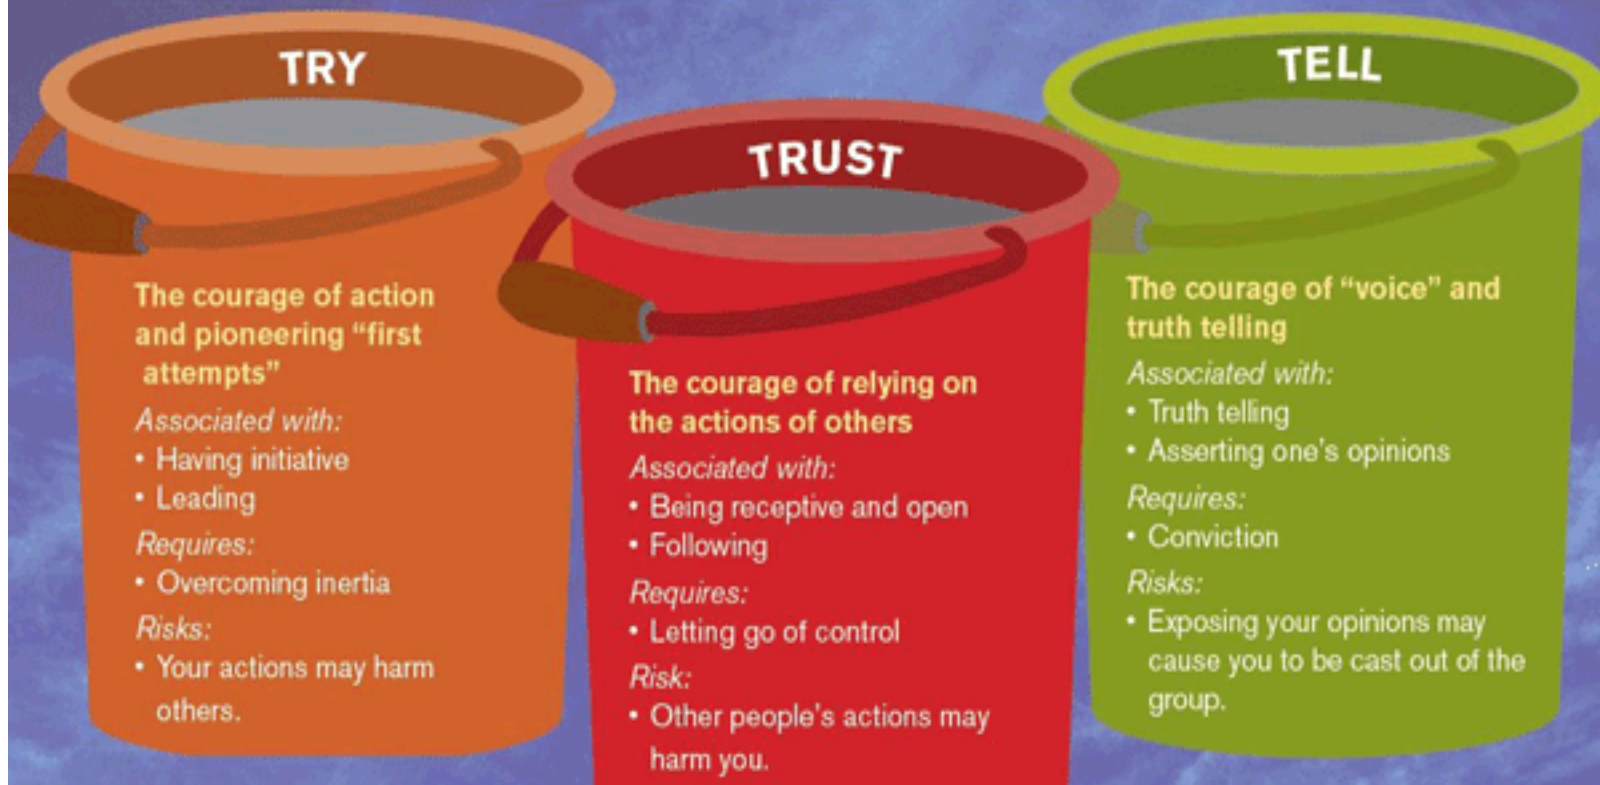 TRY
The courage of action
and pioneering “first
attempts”
Associated with:
• Having initiative
• Leading
Requires:
• Overcoming inertia
Risks:
• Your actions may harm
others.
TRUST
The courage of relying on
the actions of others
Associated with:
• Being receptive and open
• Following
Requires:
• Letting go of control
Risk:
• Other people’s actions may
harm you.
TELL
The courage of “voice” and
truth telling
Associated with:
• Truth telling
• Asserting one’s opinions
Requires:
• Conviction
Risks:
• Exposing your opinions may
cause you to be cast out of the
group.